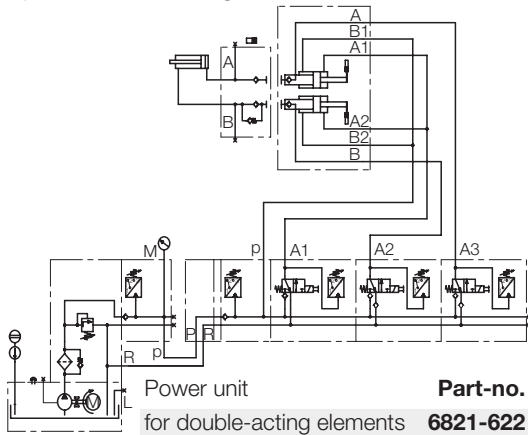 A
B1
A1
A
B
A2
B2
B
M
p
A1
A2
A3
P R
R p
M
Power unit Part-no.
for double-acting elements 6821-622